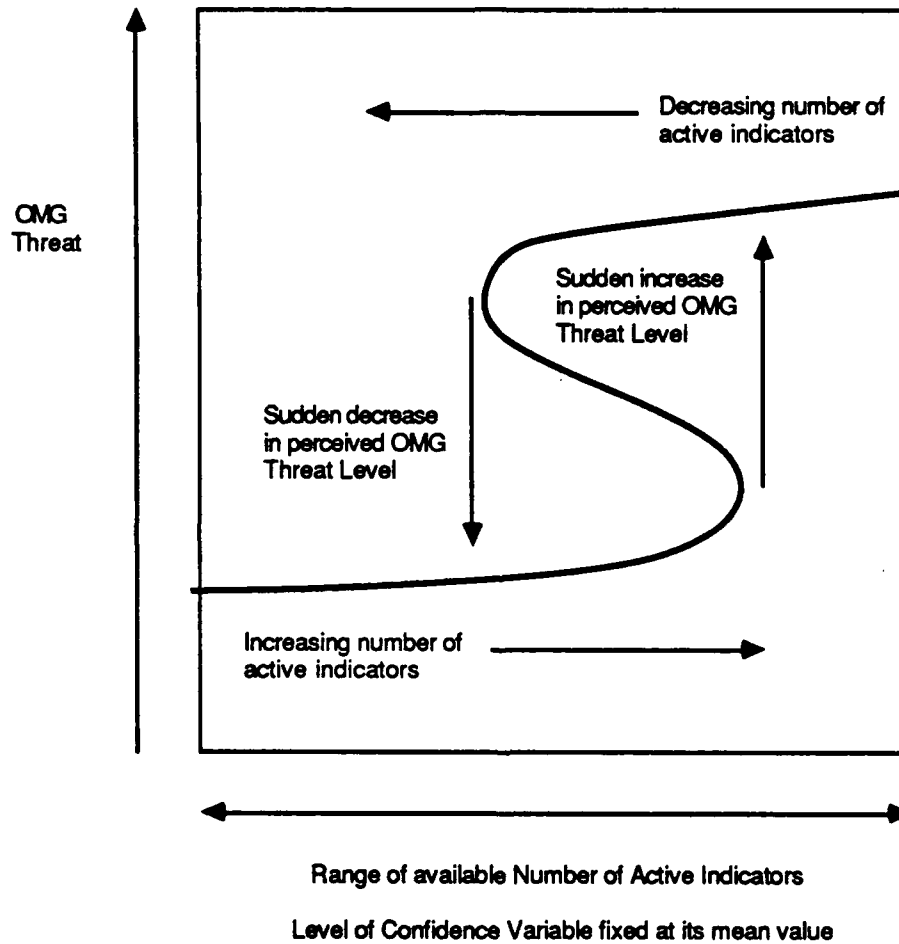 Decreasing number of
active indicators
OMG
Threat
Sudden increase
in perceived OMG
Threat Level
Sudden decrease
in perceived OMG
Threat Level
Increasing number of
active indicators
Range of available Number of Active Indicators
Level of Confidence Variable fixed at its mean value